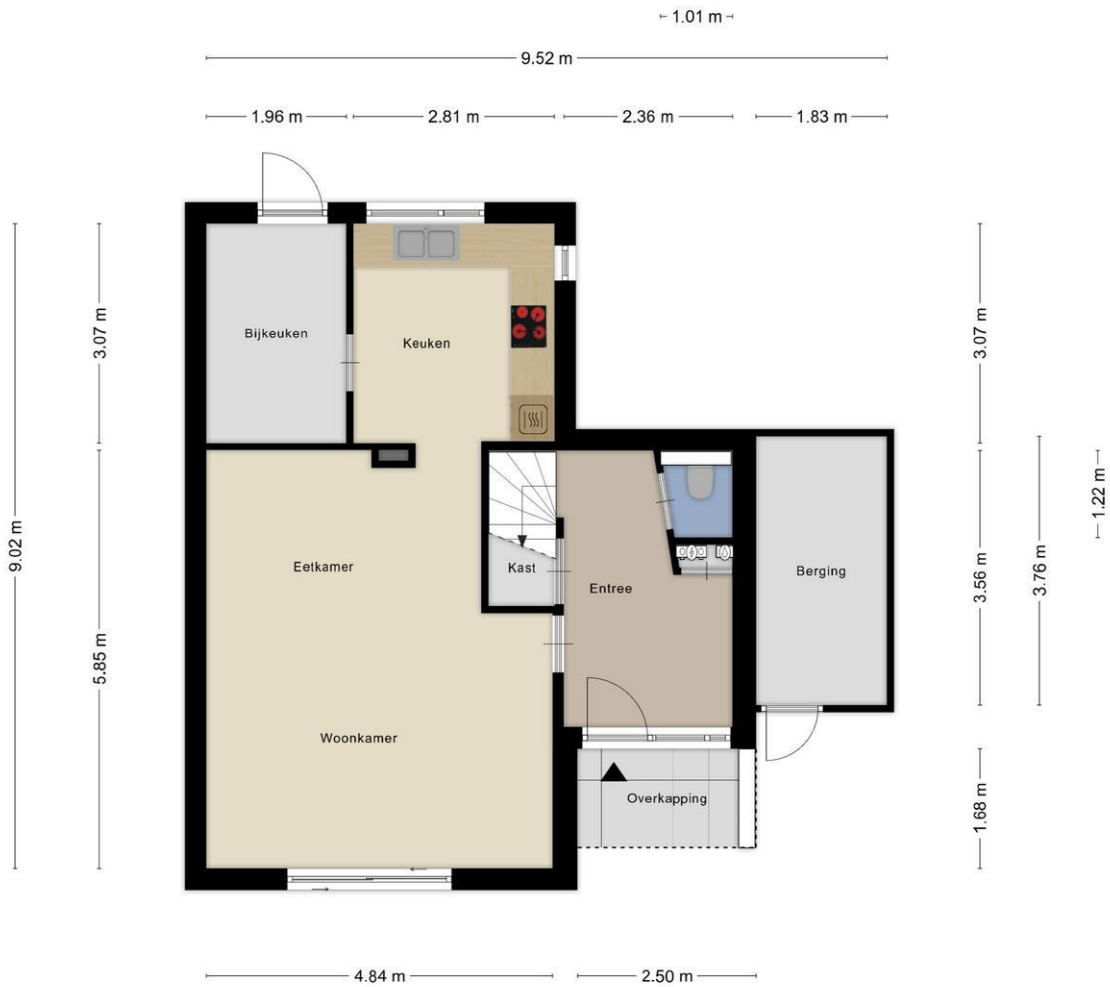 1.01 m
9.52 m
1.96 m
2.81 m
2.36 m
1.83 m
Bijkeuken
Keuken
3.07 m
3.07 m
9.02 m
5.85 m
Eetkamer
Kast
Entree
Berging
3.56 m
3.76 m
1.22 m
Woonkamer
Overkapping
1.68 m
4.84 m
2.50 m